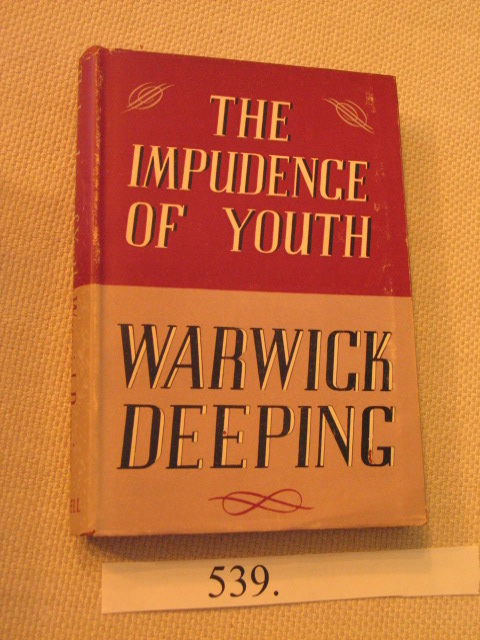 THE
IMPUDENCE
OF YOUTH
WARWICK
DEEPING
539.